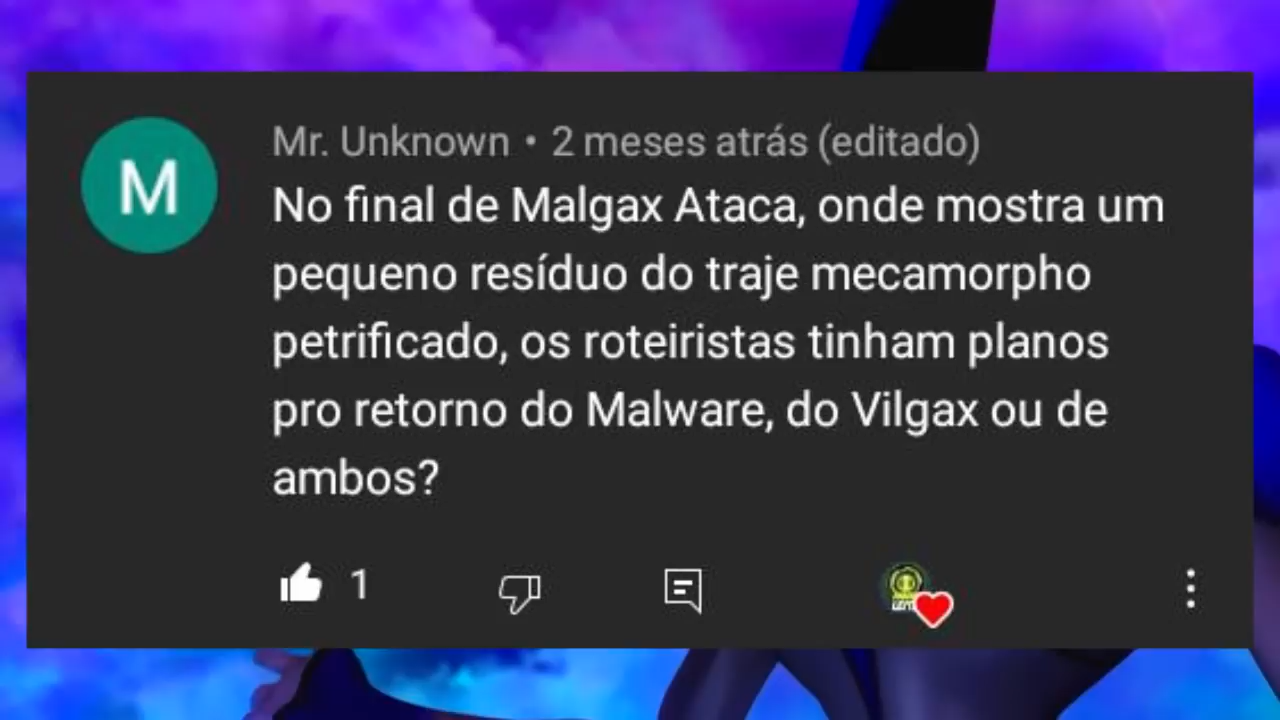 M
Mr. Unknown • 2 meses atrás (editado)
No final de Malgax Ataca, onde mostra um
pequeno resíduo do traje mecamorpho
petrificado, os roteiristas tinham planos
pro retorno do Malware, do Vilgax ou de
ambos?
1